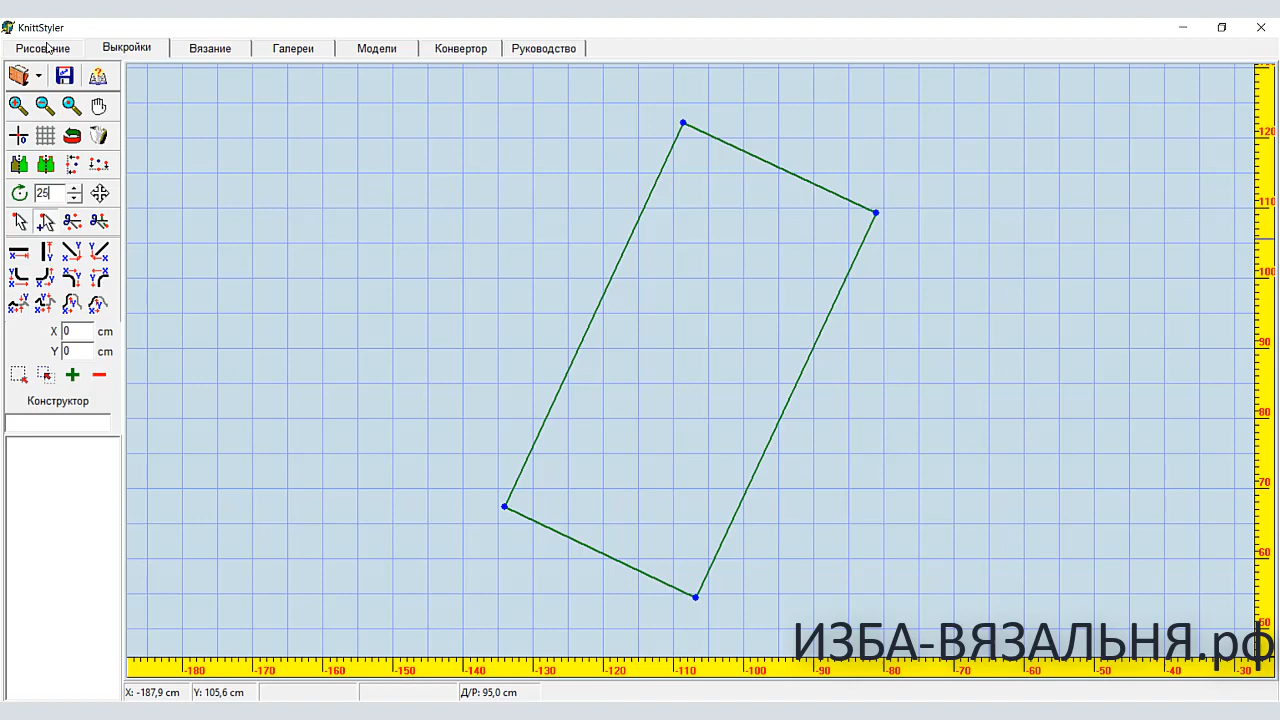 KnittStyler
Рисование Выкройки Вязание Галереи Модели Конвертор Руководство
25
X 0 cm
Y 0 cm
Конструктор
120
110
100
90
80
70
60
50
-180 -170 -160 -150 -140 -130 -120 -110 -100 -90 -80 -70 -60 -50 -40 -30
ИЗБА-ВЯЗАЛЬНЯ.рф
X: -187,9 cm Y: 105,6 cm Д/Р: 95,0 cm